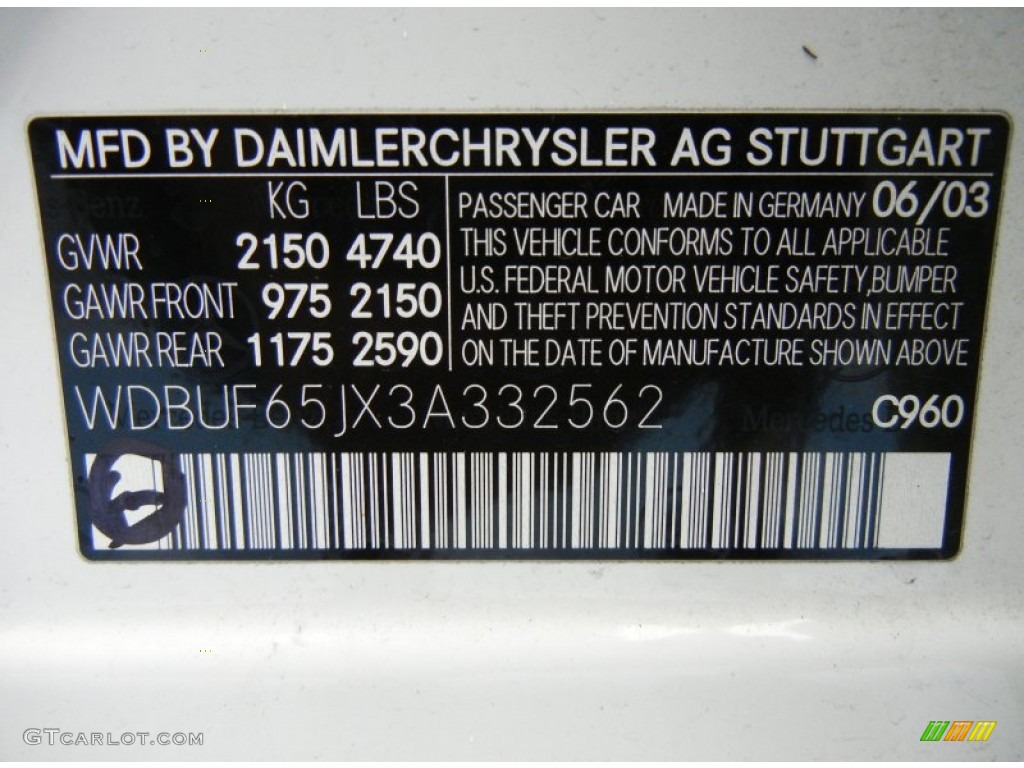 MFD BY DAIMLERCHRYSLER AG STUTTGART
KG LBS
GVWR 2150 4740
GAWR FRONT 975 2150
GAWR REAR 1175 2590
PASSENGER CAR MADE IN GERMANY 06/03
THIS VEHICLE CONFORMS TO ALL APPLICABLE
U.S. FEDERAL MOTOR VEHICLE SAFETY, BUMPER
AND THEFT PREVENTION STANDARDS IN EFFECT
ON THE DATE OF MANUFACTURE SHOWN ABOVE
WDBUF65JX3A332562 C960
GTCARLOT.COM